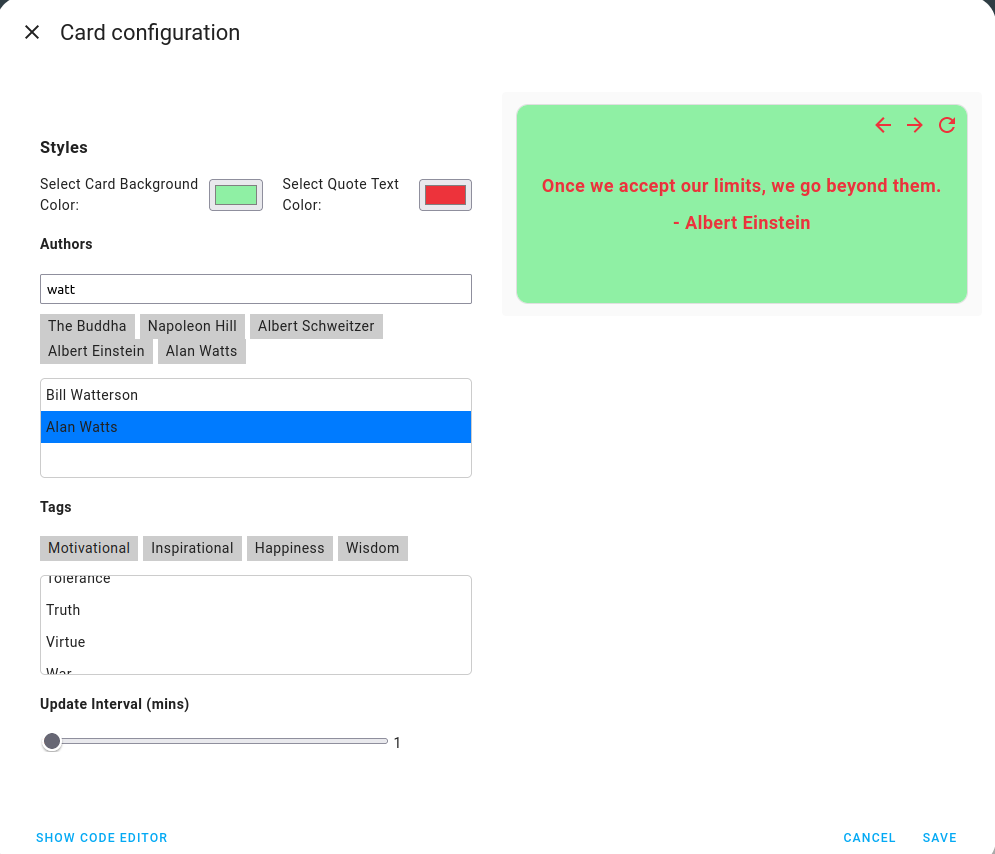 Card configuration
Styles
Select Card Background
Color:
Select Quote Text
Color:
Authors
watt
The Buddha Napoleon Hill Albert Schweitzer
Albert Einstein Alan Watts
Bill Watterson
Alan Watts
Tags
Motivational Inspirational Happiness Wisdom
Tolerance
Truth
Virtue
War
Update Interval (mins)
1
Once we accept our limits, we go beyond them.
- Albert Einstein
SHOW CODE EDITOR
CANCEL SAVE